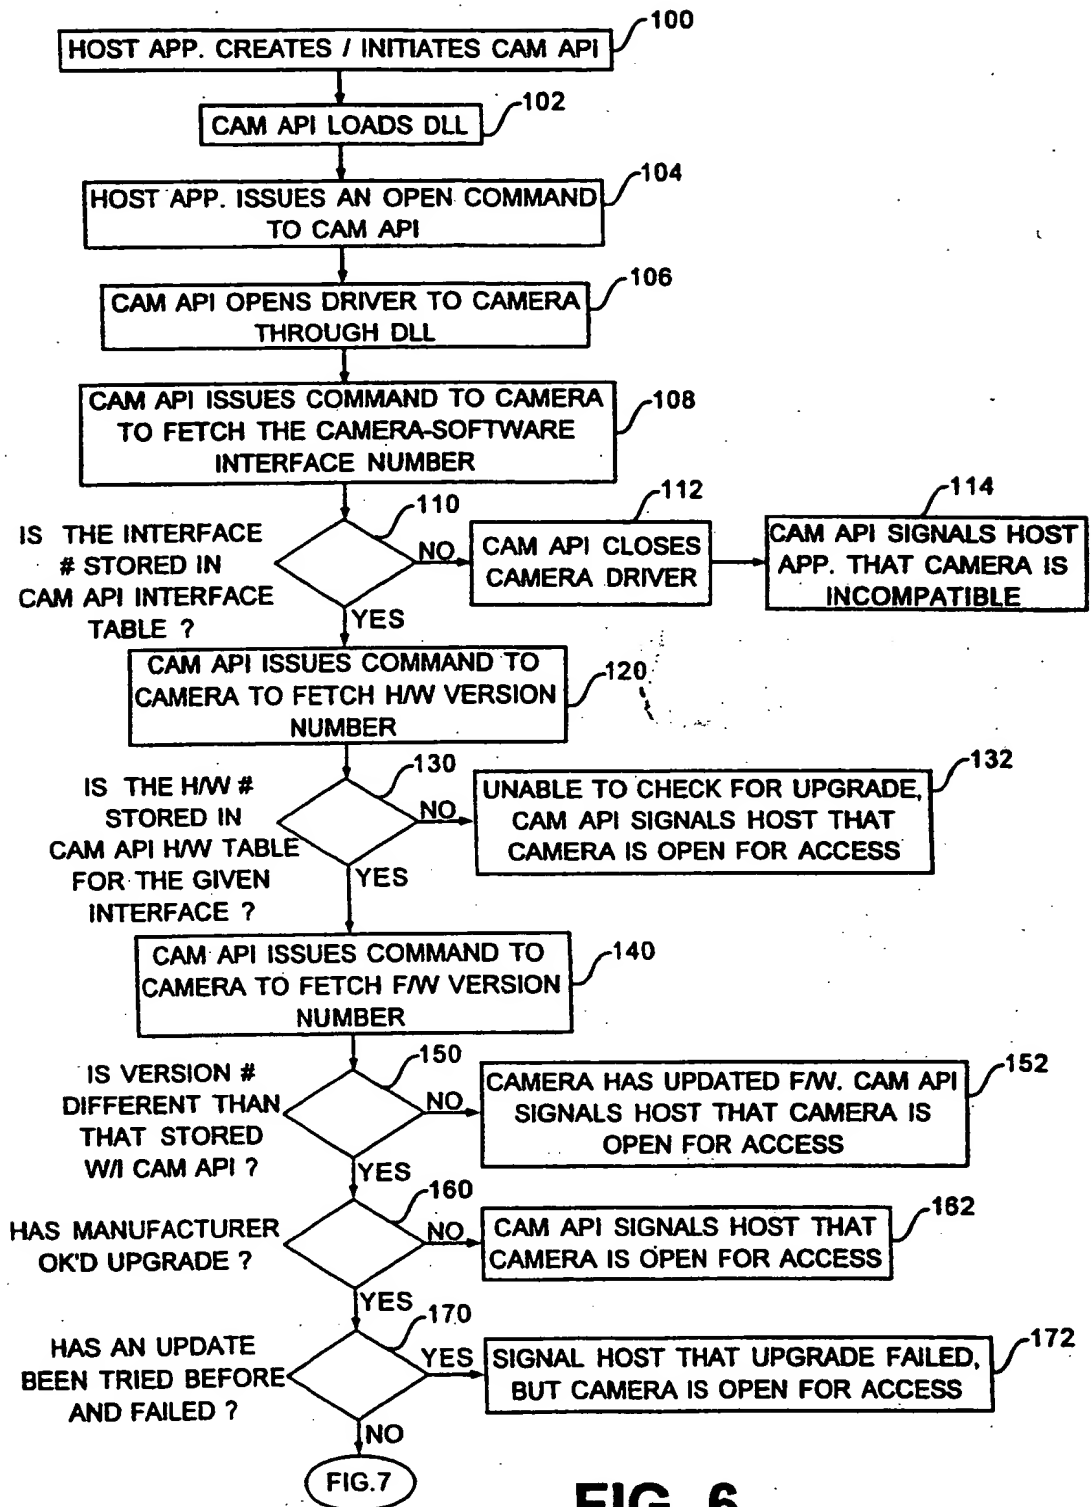 100
HOST APP. CREATES / INITIATES CAM API
102
CAM API LOADS DLL
104
HOST APP. ISSUES AN OPEN COMMAND
TO CAM API
106
CAM API OPENS DRIVER TO CAMERA
THROUGH DLL
108
CAM API ISSUES COMMAND TO CAMERA
TO FETCH THE CAMERA-SOFTWARE
INTERFACE NUMBER
110
IS THE INTERFACE
# STORED IN
CAM API INTERFACE
TABLE ?
NO
YES
112
CAM API CLOSES
CAMERA DRIVER
114
CAM API SIGNALS HOST
APP. THAT CAMERA IS
INCOMPATIBLE
120
CAM API ISSUES COMMAND TO
CAMERA TO FETCH H/W VERSION
NUMBER
130
IS THE H/W #
STORED IN
CAM API H/W TABLE
FOR THE GIVEN
INTERFACE ?
NO
YES
132
UNABLE TO CHECK FOR UPGRADE,
CAM API SIGNALS HOST THAT
CAMERA IS OPEN FOR ACCESS
140
CAM API ISSUES COMMAND TO
CAMERA TO FETCH F/W VERSION
NUMBER
150
IS VERSION #
DIFFERENT THAN
THAT STORED
W/I CAM API ?
NO
YES
152
CAMERA HAS UPDATED F/W. CAM API
SIGNALS HOST THAT CAMERA IS
OPEN FOR ACCESS
160
HAS MANUFACTURER
OK'D UPGRADE ?
NO
YES
162
CAM API SIGNALS HOST THAT
CAMERA IS OPEN FOR ACCESS
170
HAS AN UPDATE
BEEN TRIED BEFORE
AND FAILED ?
YES
NO
172
SIGNAL HOST THAT UPGRADE FAILED,
BUT CAMERA IS OPEN FOR ACCESS
FIG.7
FIG. 6